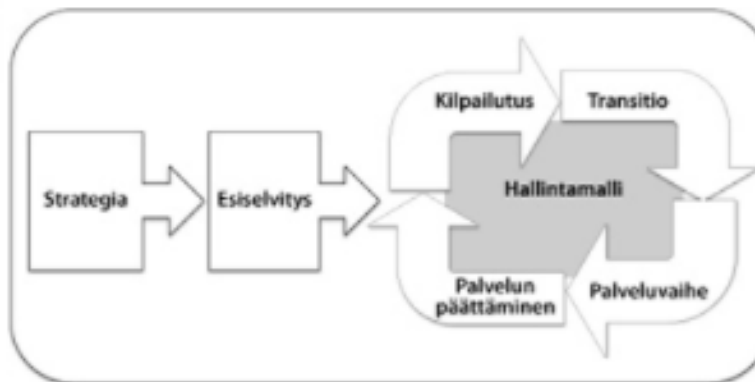 Strategia
Esiselvitys
Kilpailutus
Transitio
Hallintamalli
Palveluvaihe
Palvelun
päättäminen